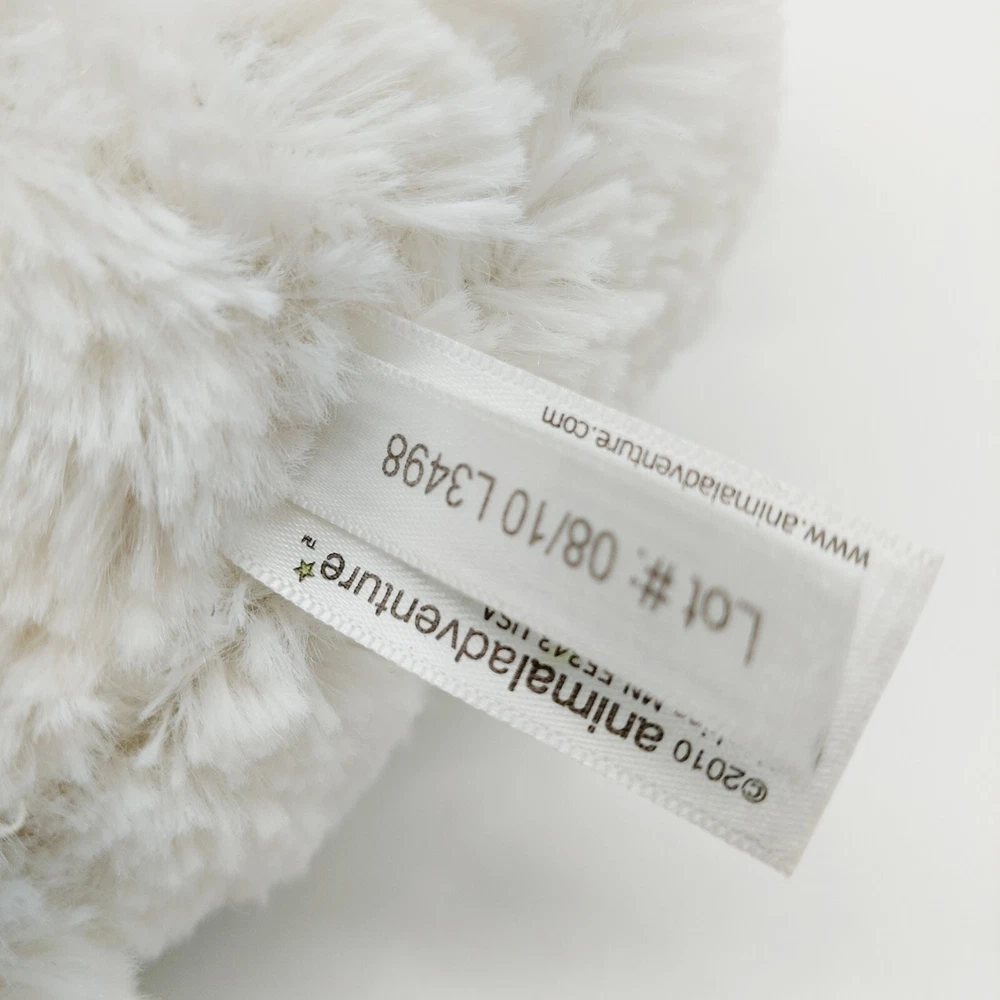 ©2010 animaladventure™
MN 55343 USA
Lot #: 08/10 L3498
www.animaladventure.com